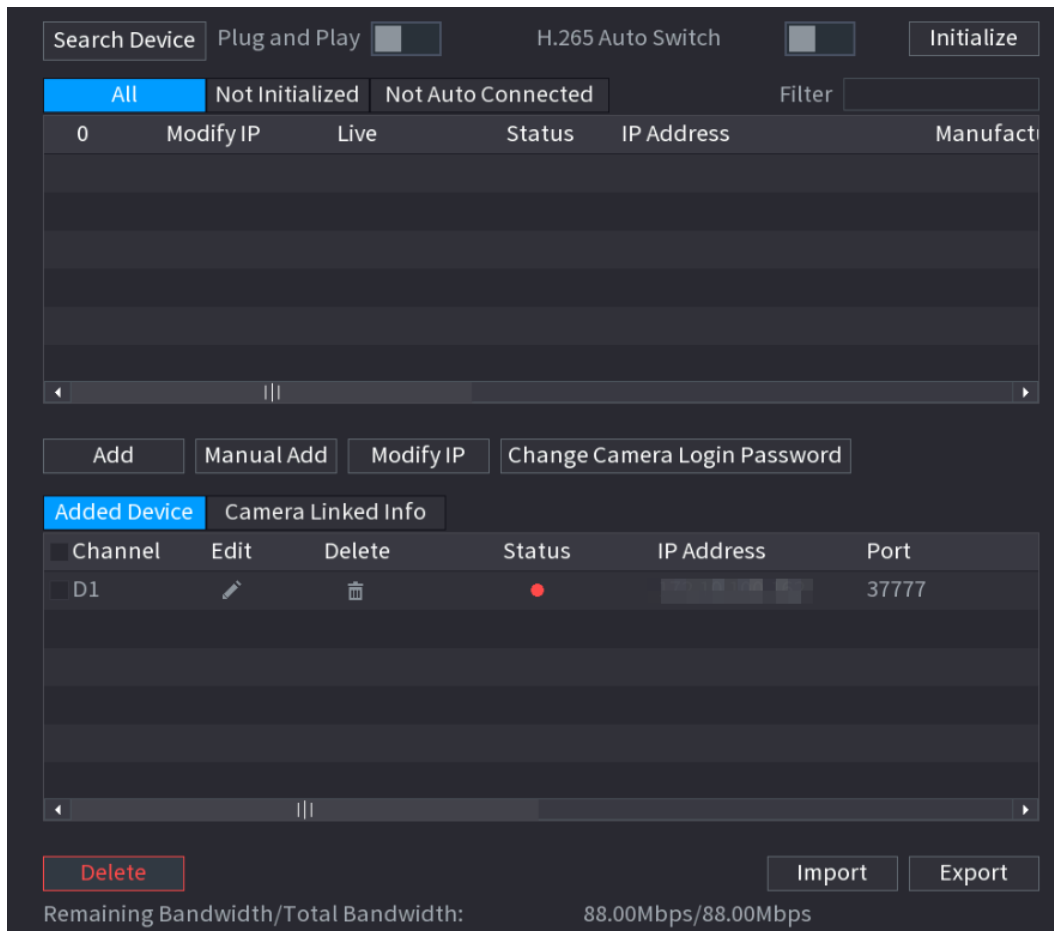 Search Device Plug and Play H.265 Auto Switch Initialize
All Not Initialized Not Auto Connected Filter
0 Modify IP Live Status IP Address Manufactu
Add Manual Add Modify IP Change Camera Login Password
Added Device Camera Linked Info
Channel Edit Delete Status IP Address Port
D1 37777
Delete Import Export
Remaining Bandwidth/Total Bandwidth: 88.00Mbps/88.00Mbps